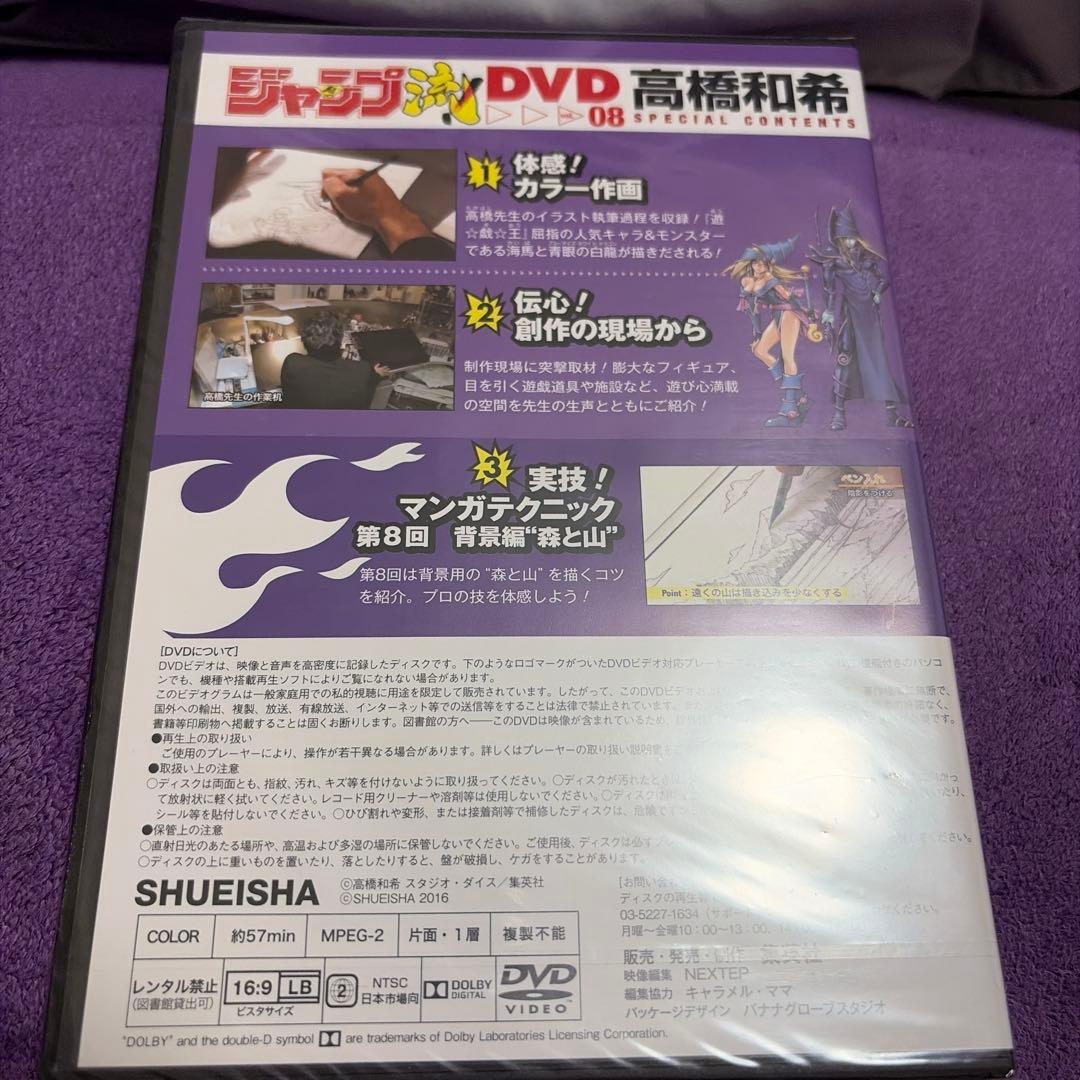 ジャンプ流! DVD vol. 08 高橋和希
SPECIAL CONTENTS
1 体感!
カラー作画
高橋先生のイラスト執筆過程を収録!『遊
☆戯☆王』屈指の人気キャラ&モンスター
である海馬と青眼の白龍が描きだされる!
2 伝心!
創作の現場から
制作現場に突撃取材!膨大なフィギュア、
目を引く遊戯道具や施設など、遊び心満載
の空間を先生の生声とともにご紹介!
高橋先生の作業机
3 実技!
マンガテクニック
第8回 背景編“森と山”
第8回は背景用の“森と山”を描くコツ
を紹介。プロの技を体感しよう!
ペン入れ
陰影をつける
Point:遠くの山は描き込みを少なくする
[DVDについて]
DVDビデオは、映像と音声を高密度に記録したディスクです。下のようなロゴマークがついたDVDビデオ対応プレーヤーで 機能付きのパソコ
ンでも、機種や搭載再生ソフトによりご覧になれない場合があります。
このビデオグラムは一般家庭用での私的視聴に用途を限定して販売されています。したがって、このDVDビデオ 無断で、
国外への輸出、複製、放送、有線放送、インターネット等での送信等をすることは法律で禁止されています。 なく、
書籍等印刷物へ掲載することは固くお断りします。図書館の方へ――このDVDは映像が含まれているため、 です。
●再生上の取り扱い
ご使用のプレーヤーにより、操作が若干異なる場合があります。詳しくはプレーヤーの取り扱い説明書を
●取扱い上の注意
○ディスクは両面とも、指紋、汚れ、キズ等を付けないように取り扱ってください。○ディスクが汚れたとき かっ
て放射状に軽く拭いてください。レコード用クリーナーや溶剤等は使用しないでください。○ディスク たり、
シール等を貼付しないでください。○ひび割れや変形、または接着剤等で補修したディスクは、危険で
●保管上の注意
○直射日光のあたる場所や、高温および多湿の場所に保管しないでください。ご使用後、ディスクは必ず ください。
○ディスクの上に重いものを置いたり、落としたりすると、盤が破損し、ケガをすることがあります。
SHUEISHA
©高橋和希 スタジオ・ダイス/集英社
©SHUEISHA 2016
[お問い合
ディスクの再生 ください。
03-5227-1634(サポート
月曜~金曜10:00~13:00、
販売・発売・制作 集英社
映像編集 NEXTEP
編集協力 キャラメル・ママ
パッケージデザイン バナナグローブスタジオ
COLOR 約57min MPEG-2 片面・1層 複製不能
レンタル禁止
(図書館貸出可)
16:9 LB
ビスタサイズ
2
NTSC
日本市場向
DOLBY
DIGITAL
DVD
VIDEO
"DOLBY" and the double-D symbol are trademarks of Dolby Laboratories Licensing Corporation.